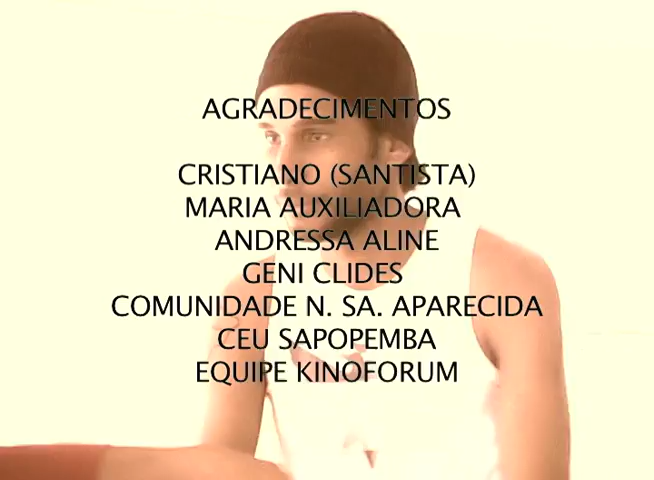 AGRADECIMENTOS
CRISTIANO (SANTISTA)
MARIA AUXILIADORA
ANDRESSA ALINE
GENI CLIDES
COMUNIDADE N. SA. APARECIDA
CEU SAPOPEMBA
EQUIPE KINOFORUM